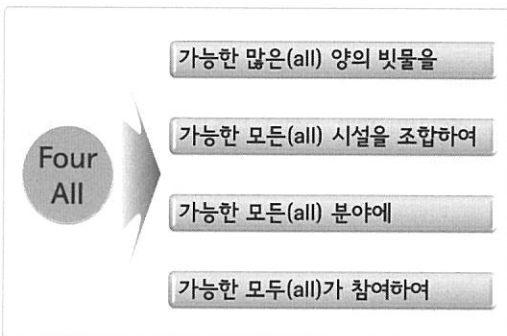 Four
All
가능한 많은(all) 양의 빗물을
가능한 모든(all) 시설을 조합하여
가능한 모든(all) 분야에
가능한 모두(all)가 참여하여